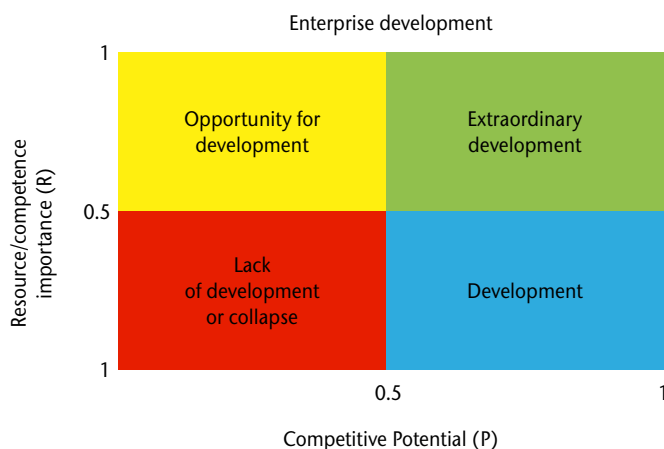 Enterprise development
1
Opportunity for
development
Extraordinary
development
Resource/competence
importance (R)
0.5
Lack
of development
or collapse
Development
1
0.5
1
Competitive Potential (P)